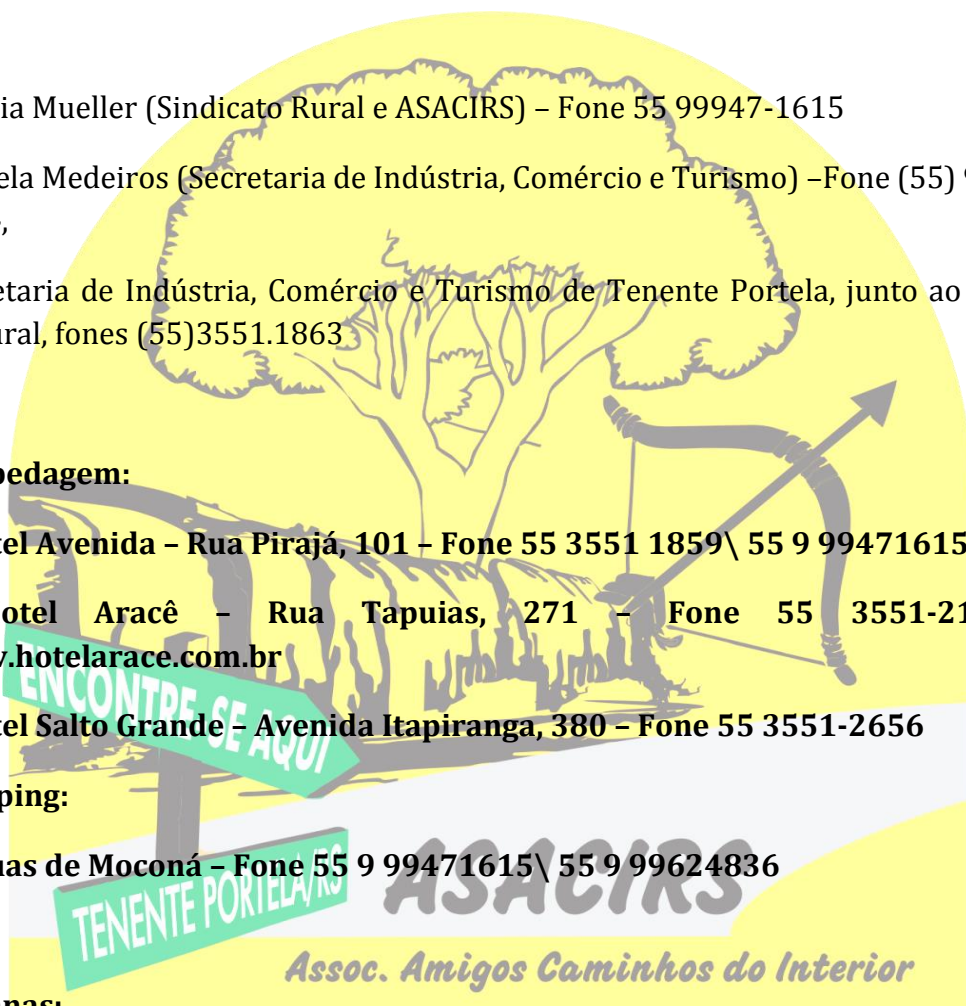 ia Mueller (Sindicato Rural e ASACIRS) – Fone 55 99947-1615
ela Medeiros (Secretaria de Indústria, Comércio e Turismo) –Fone (55)
etaria de Indústria, Comércio e Turismo de Tenente Portela, junto ao
ural, fones (55)3551.1863
pedagem:
tel Avenida – Rua Pirajá, 101 – Fone 55 3551 1859\ 55 9 99471615
otel Aracê – Rua Tapuias, 271 – Fone 55 3551-21
.hotelarace.com.br
ENCONTRE-SE AQUI
tel Salto Grande – Avenida Itapiranga, 380 – Fone 55 3551-2656
ping:
uas de Moconá – Fone 55 9 99471615\ 55 9 99624836
TENENTE PORTELA/RS
ASACIRS
Assoc. Amigos Caminhos do Interior